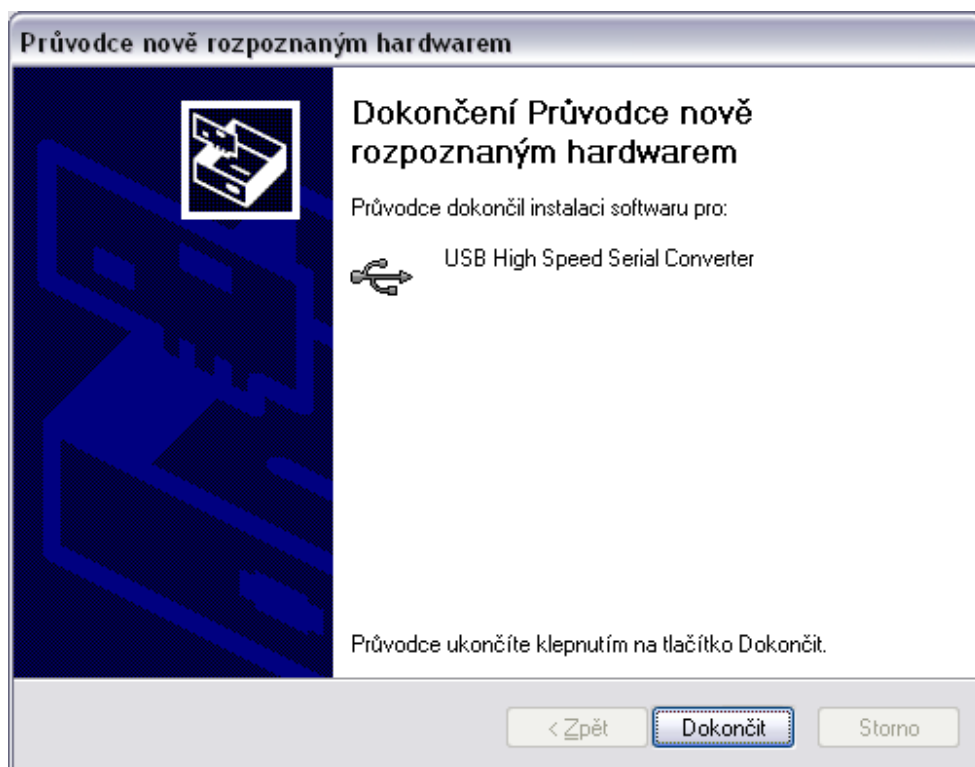 Průvodce nově rozpoznaným hardwarem
Dokončení Průvodce nově
rozpoznaným hardwarem
Průvodce dokončil instalaci softwaru pro:
USB High Speed Serial Converter
Průvodce ukončíte klepnutím na tlačítko Dokončit.
< Zpět
Dokončit
Storno